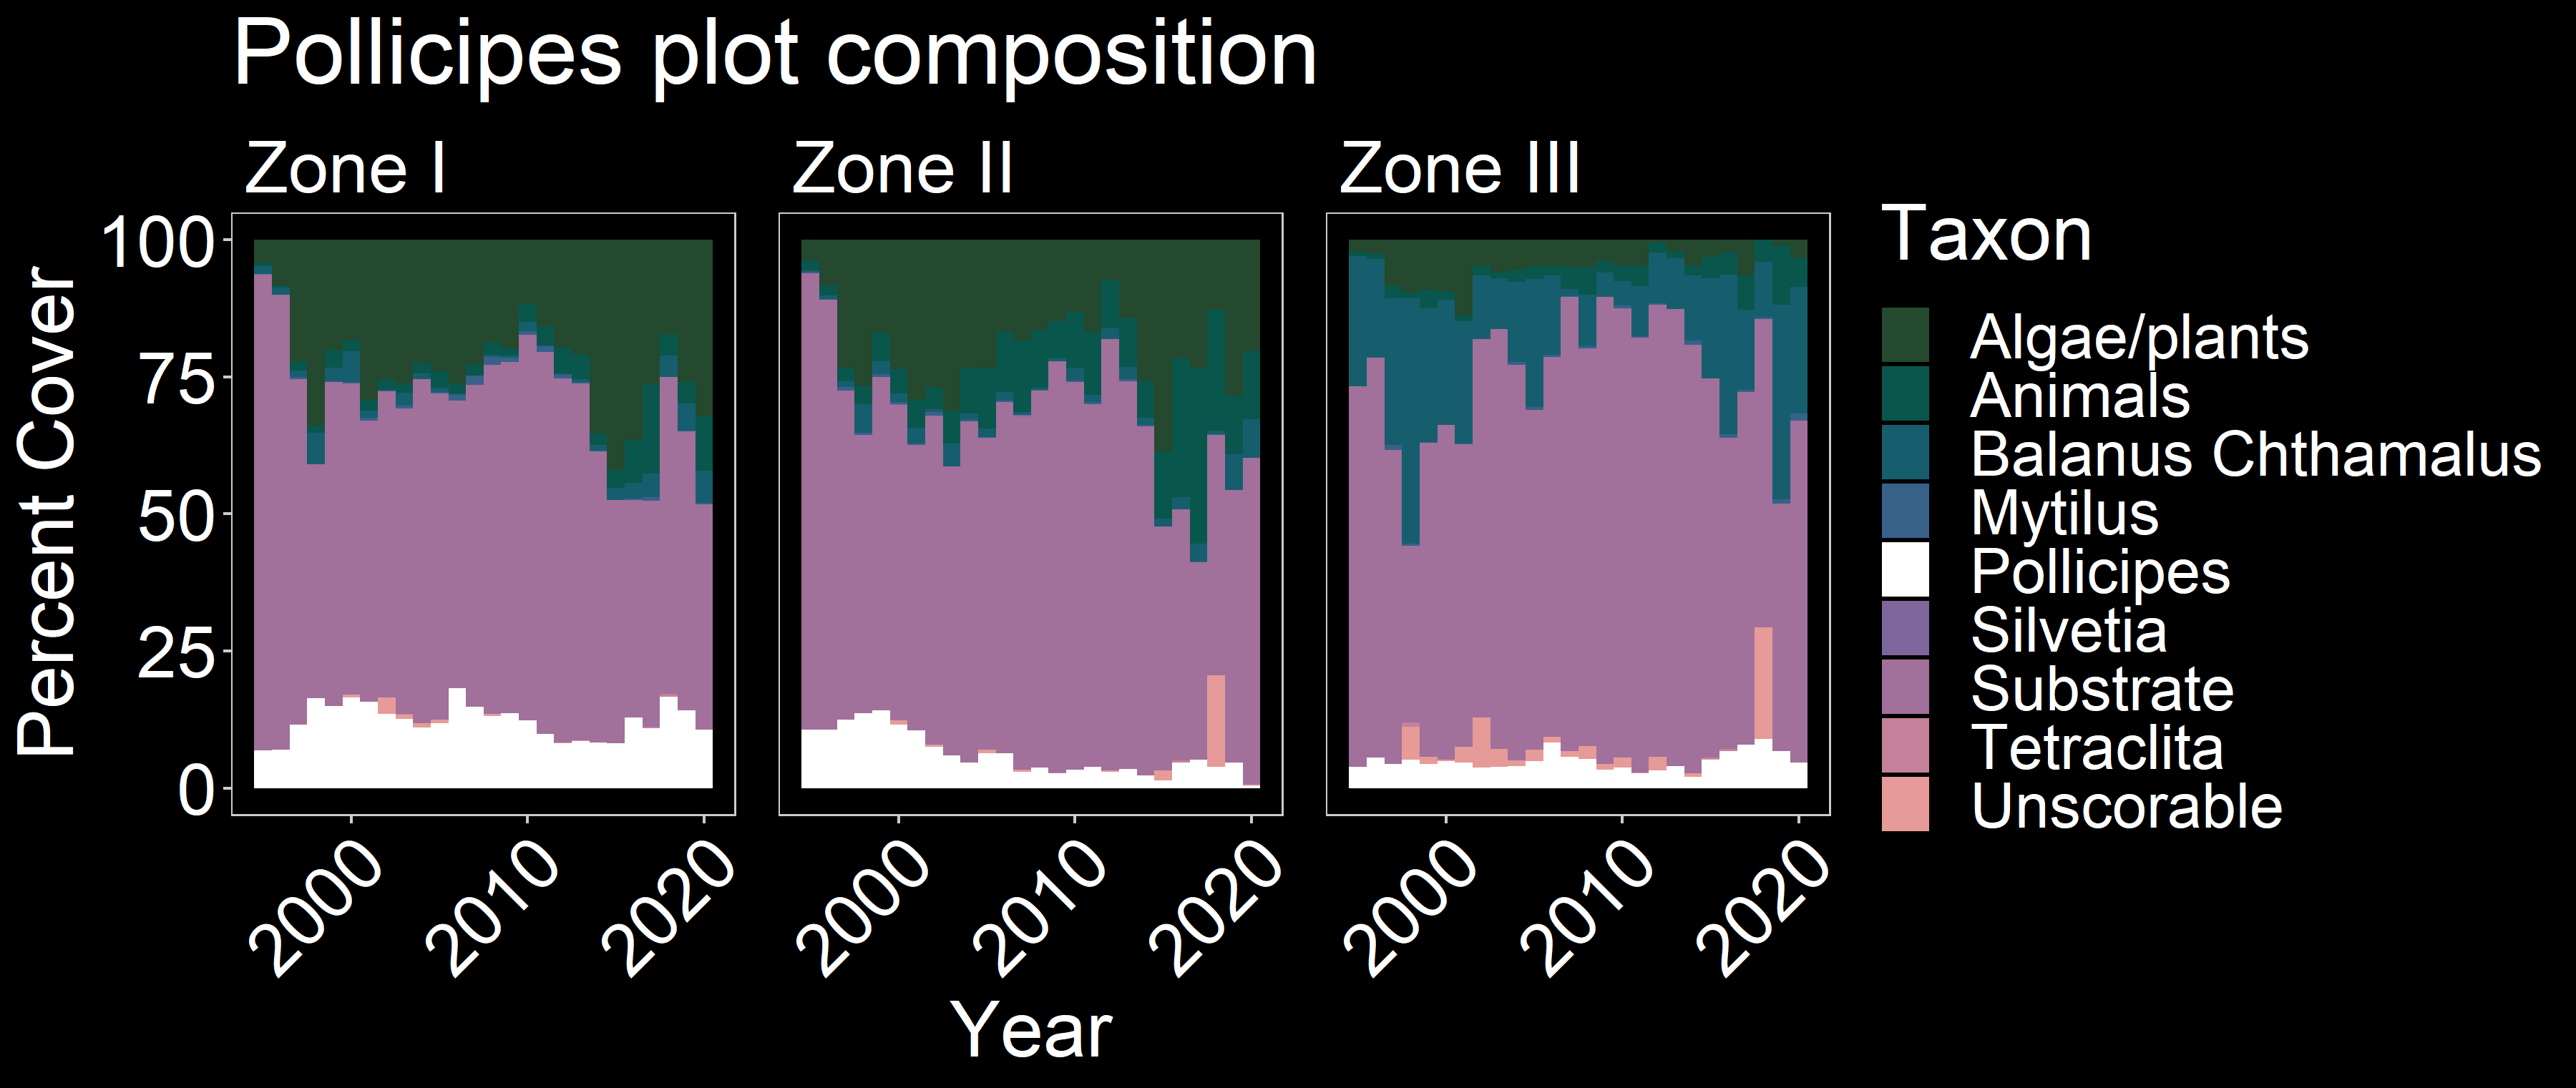 Pollicipes plot composition
Zone I
Zone II
Zone III
Percent Cover
100
75
50
25
0
2000
2010
2020
2000
2010
2020
2000
2010
2020
Year
Taxon
Algae/plants
Animals
Balanus Chthamalus
Mytilus
Pollicipes
Silvetia
Substrate
Tetraclita
Unscorable